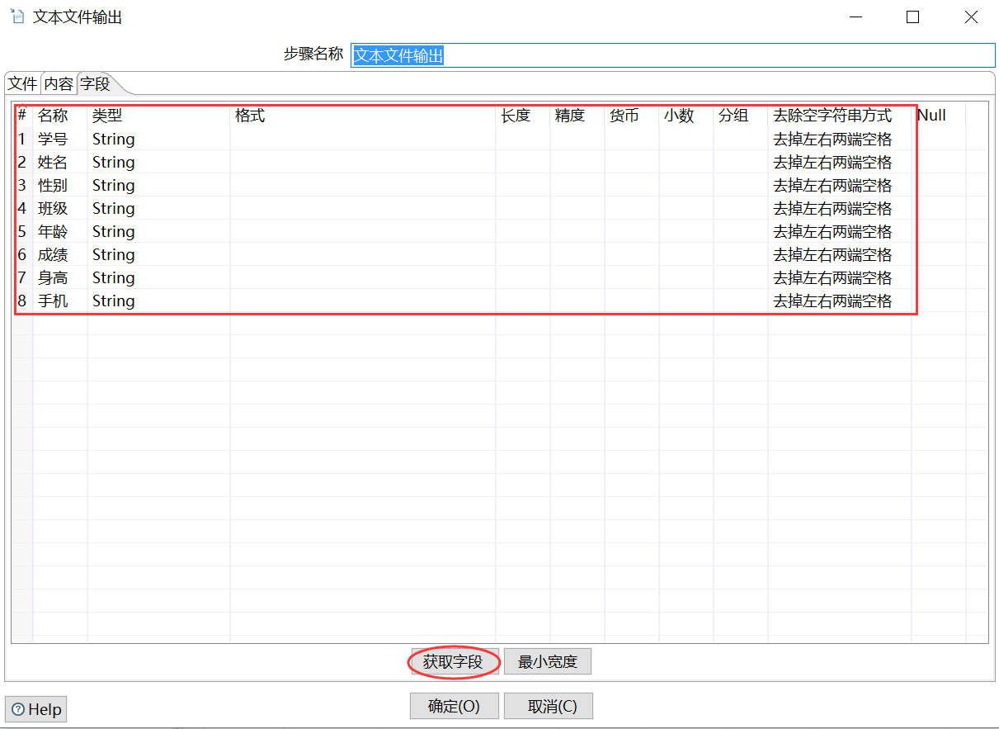 文本文件输出
步骤名称 文本文件输出
文件 内容 字段
# 名称 类型 格式 长度 精度 货币 小数 分组 去除空字符串方式 Null
1 学号 String 去掉左右两端空格
2 姓名 String 去掉左右两端空格
3 性别 String 去掉左右两端空格
4 班级 String 去掉左右两端空格
5 年龄 String 去掉左右两端空格
6 成绩 String 去掉左右两端空格
7 身高 String 去掉左右两端空格
8 手机 String 去掉左右两端空格
获取字段 最小宽度
Help 确定(O) 取消(C)